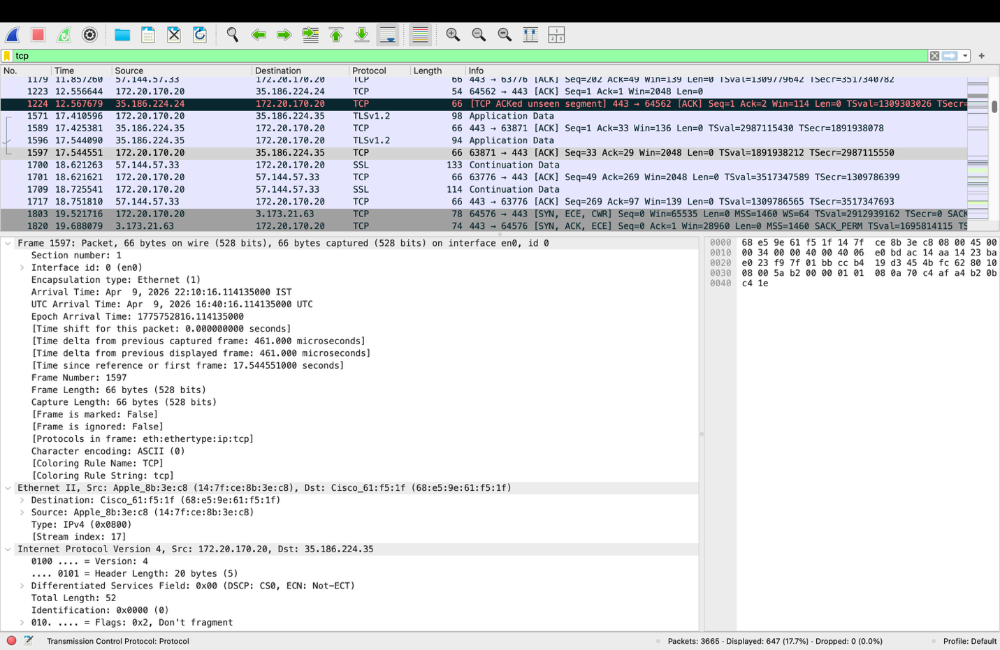 tcp
No. Time Source Destination Protocol Length Info
1179 11.857260 57.144.57.33 172.20.170.20 TCP 66 443 → 63776 [ACK] Seq=202 Ack=49 Win=139 Len=0 TSval=1309779642 TSecr=3517340782
1223 12.556644 172.20.170.20 35.186.224.24 TCP 54 64562 → 443 [ACK] Seq=1 Ack=1 Win=2048 Len=0
1224 12.567679 35.186.224.24 172.20.170.20 TCP 66 [TCP ACKed unseen segment] 443 → 64562 [ACK] Seq=1 Ack=2 Win=114 Len=0 TSval=1309303026 TSecr=
1571 17.410596 172.20.170.20 35.186.224.35 TLSv1.2 98 Application Data
1589 17.425381 35.186.224.35 172.20.170.20 TCP 66 443 → 63871 [ACK] Seq=1 Ack=33 Win=136 Len=0 TSval=2987115430 TSecr=1891938078
1596 17.544090 35.186.224.35 172.20.170.20 TLSv1.2 94 Application Data
1597 17.544551 172.20.170.20 35.186.224.35 TCP 66 63871 → 443 [ACK] Seq=33 Ack=29 Win=2048 Len=0 TSval=1891938212 TSecr=2987115550
1700 18.621263 57.144.57.33 172.20.170.20 SSL 133 Continuation Data
1701 18.621621 172.20.170.20 57.144.57.33 TCP 66 63776 → 443 [ACK] Seq=49 Ack=269 Win=2048 Len=0 TSval=3517347589 TSecr=1309786399
1709 18.725541 172.20.170.20 57.144.57.33 SSL 114 Continuation Data
1717 18.751810 57.144.57.33 172.20.170.20 TCP 66 443 → 63776 [ACK] Seq=269 Ack=97 Win=139 Len=0 TSval=1309786565 TSecr=3517347693
1803 19.521716 172.20.170.20 3.173.21.63 TCP 78 64576 → 443 [SYN, ECE, CWR] Seq=0 Win=65535 Len=0 MSS=1460 WS=64 TSval=2912939162 TSecr=0 SACK
1820 19.688079 3.173.21.63 172.20.170.20 TCP 74 443 → 64576 [SYN, ACK, ECE] Seq=0 Ack=1 Win=28960 Len=0 MSS=1460 SACK_PERM TSval=1695814115 TS
Frame 1597: Packet, 66 bytes on wire (528 bits), 66 bytes captured (528 bits) on interface en0, id 0
Section number: 1
Interface id: 0 (en0)
Encapsulation type: Ethernet (1)
Arrival Time: Apr  9, 2026 22:10:16.114135000 IST
UTC Arrival Time: Apr  9, 2026 16:40:16.114135000 UTC
Epoch Arrival Time: 1775752816.114135000
[Time shift for this packet: 0.000000000 seconds]
[Time delta from previous captured frame: 461.000 microseconds]
[Time delta from previous displayed frame: 461.000 microseconds]
[Time since reference or first frame: 17.544551000 seconds]
Frame Number: 1597
Frame Length: 66 bytes (528 bits)
Capture Length: 66 bytes (528 bits)
[Frame is marked: False]
[Frame is ignored: False]
[Protocols in frame: eth:ethertype:ip:tcp]
Character encoding: ASCII (0)
[Coloring Rule Name: TCP]
[Coloring Rule String: tcp]
Ethernet II, Src: Apple_8b:3e:c8 (14:7f:ce:8b:3e:c8), Dst: Cisco_61:f5:1f (68:e5:9e:61:f5:1f)
Destination: Cisco_61:f5:1f (68:e5:9e:61:f5:1f)
Source: Apple_8b:3e:c8 (14:7f:ce:8b:3e:c8)
Type: IPv4 (0x0800)
[Stream index: 17]
Internet Protocol Version 4, Src: 172.20.170.20, Dst: 35.186.224.35
0100 .... = Version: 4
.... 0101 = Header Length: 20 bytes (5)
Differentiated Services Field: 0x00 (DSCP: CS0, ECN: Not-ECT)
Total Length: 52
Identification: 0x0000 (0)
010. .... = Flags: 0x2, Don't fragment
0000 68 e5 9e 61 f5 1f 14 7f ce 8b 3e c8 08 00 45 00
0010 00 34 00 00 40 00 40 06 e0 bd ac 14 aa 14 23 ba
0020 e0 23 f9 7f 01 bb cc b4 19 d3 45 4b fc 62 80 10
0030 08 00 5a b2 00 00 01 01 08 0a 70 c4 af a4 b2 0b
0040 c4 1e
Transmission Control Protocol: Protocol
Packets: 3665 · Displayed: 647 (17.7%) · Dropped: 0 (0.0%)
Profile: Default